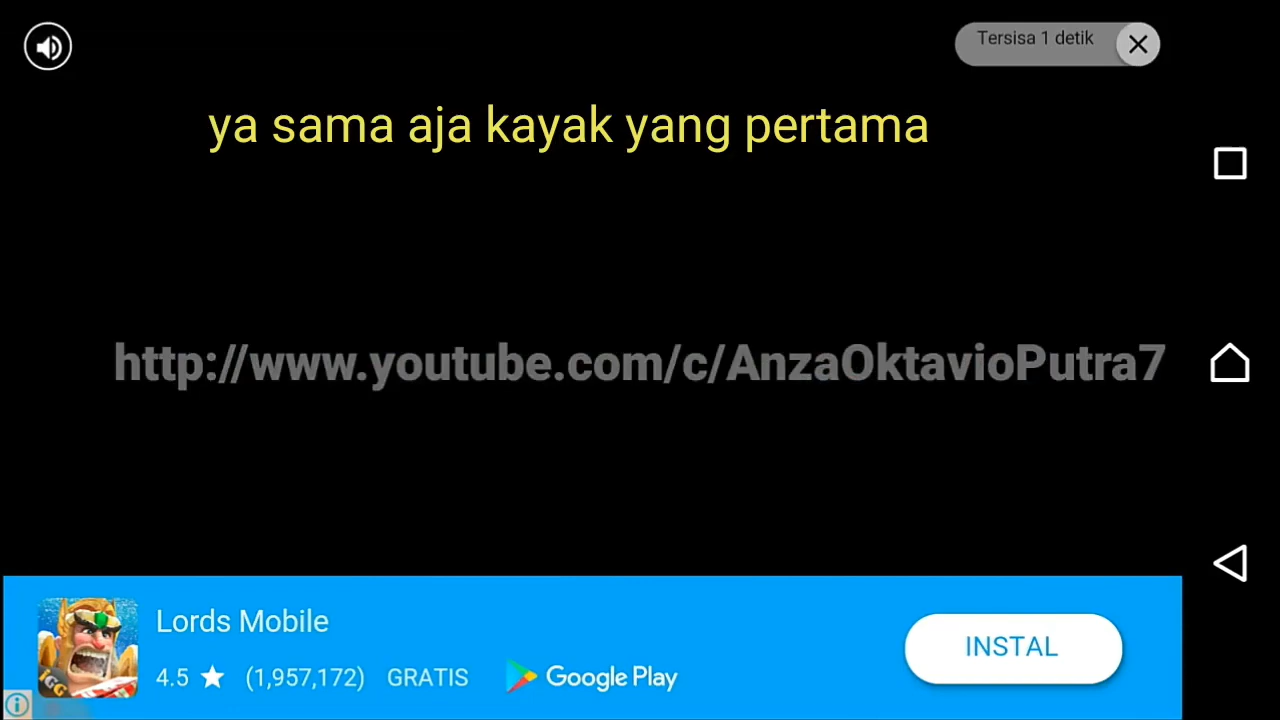 Tersisa 1 detik
ya sama aja kayak yang pertama
http://www.youtube.com/c/AnzaOktavioPutra7
Lords Mobile
4.5 ★ (1,957,172) GRATIS Google Play
INSTAL
IGG